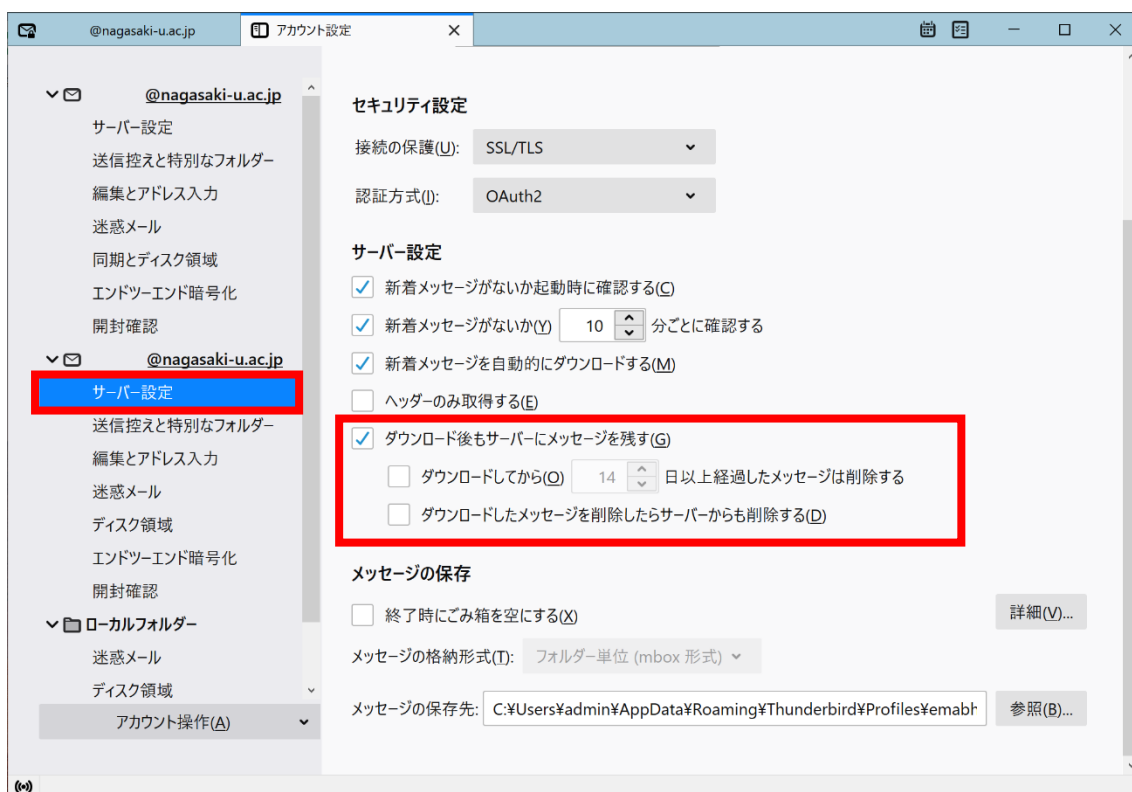 @nagasaki-u.ac.jp
アカウント設定
@nagasaki-u.ac.jp
サーバー設定
送信控えと特別なフォルダー
編集とアドレス入力
迷惑メール
同期とディスク領域
エンドツーエンド暗号化
開封確認
@nagasaki-u.ac.jp
サーバー設定
送信控えと特別なフォルダー
編集とアドレス入力
迷惑メール
ディスク領域
エンドツーエンド暗号化
開封確認
ローカルフォルダー
迷惑メール
ディスク領域
アカウント操作(A)
セキュリティ設定
接続の保護(U): SSL/TLS
認証方式(I): OAuth2
サーバー設定
新着メッセージがないか起動時に確認する(C)
新着メッセージがないか(Y) 10 分ごとに確認する
新着メッセージを自動的にダウンロードする(M)
ヘッダーのみ取得する(E)
ダウンロード後もサーバーにメッセージを残す(G)
ダウンロードしてから(O) 14 日以上経過したメッセージは削除する
ダウンロードしたメッセージを削除したらサーバーからも削除する(D)
メッセージの保存
終了時にごみ箱を空にする(X) 詳細(V)...
メッセージの格納形式(T): フォルダー単位 (mbox 形式)
メッセージの保存先: C:¥Users¥admin¥AppData¥Roaming¥Thunderbird¥Profiles¥emabh 参照(B)...